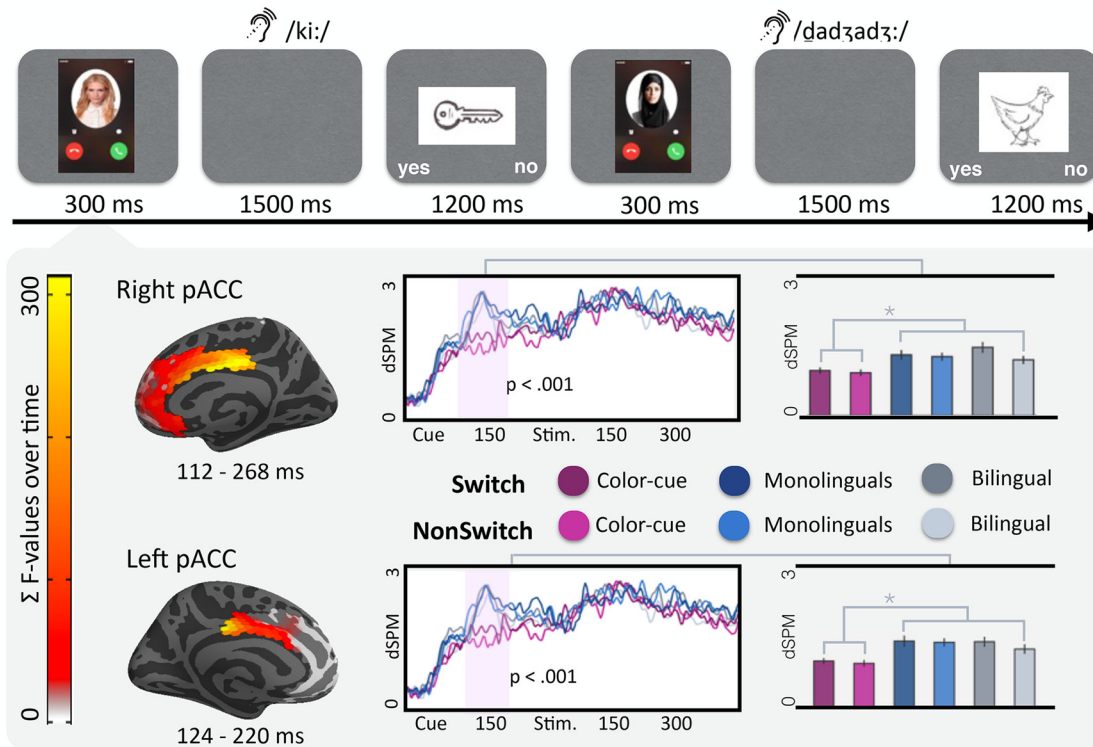 /ki:/
/d̠adʒadʒ:/
yes no
yes no
300 ms
1500 ms
1200 ms
300 ms
1500 ms
1200 ms
Σ F-values over time
300
0
Right pACC
112 - 268 ms
3
dSPM
0
p < .001
Cue 150 Stim. 150 300
3
dSPM
0
*
Switch Color-cue Monolinguals Bilingual
NonSwitch Color-cue Monolinguals Bilingual
Left pACC
124 - 220 ms
3
dSPM
0
p < .001
Cue 150 Stim. 150 300
3
dSPM
0
*